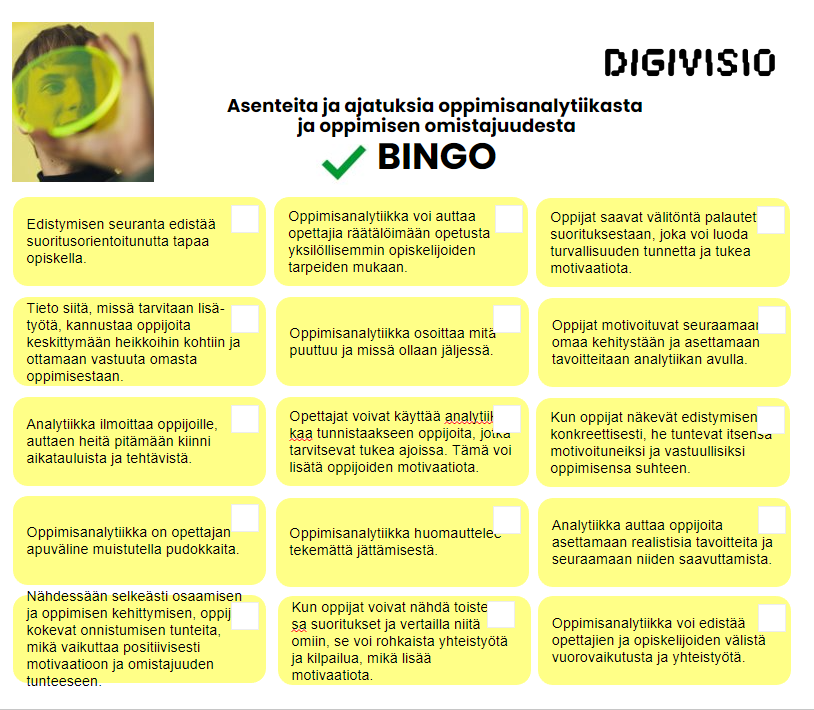 DIGIVISIO
Asenteita ja ajatuksia oppimisanalytiikasta
ja oppimisen omistajuudesta
BINGO
Edistymisen seuranta edistää
suoritusorientoitunutta tapaa
opiskella.
Oppimisanalytiikka voi auttaa
opettajia räätälöimään opetusta
yksilöllisemmin opiskelijoiden
tarpeiden mukaan.
Oppijat saavat välitöntä palautet
suorituksestaan, joka voi luoda
turvallisuuden tunnetta ja tukea
motivaatiota.
Tieto siitä, missä tarvitaan lisä-
työtä, kannustaa oppijoita
keskittymään heikkoihin kohtiin ja
ottamaan vastuuta omasta
oppimisestaan.
Oppimisanalytiikka osoittaa mitä
puuttuu ja missä ollaan jäljessä.
Oppijat motivoituvat seuraamaan
omaa kehitystään ja asettamaan
tavoitteitaan analytiikan avulla.
Analytiikka ilmoittaa oppijoille,
auttaen heitä pitämään kiinni
aikatauluista ja tehtävistä.
Opettajat voivat käyttää analytiik
kaa tunnistaakseen oppijoita, jotka
tarvitsevat tukea ajoissa. Tämä voi
lisätä oppijoiden motivaatiota.
Kun oppijat näkevät edistymisen
konkreettisesti, he tuntevat itsensä
motivoituneiksi ja vastuullisiksi
oppimisensa suhteen.
Oppimisanalytiikka on opettajan
apuväline muistutella pudokkaita.
Oppimisanalytiikka huomauttelee
tekemättä jättämisestä.
Analytiikka auttaa oppijoita
asettamaan realistisia tavoitteita ja
seuraamaan niiden saavuttamista.
Nähdessään selkeästi osaamisen
ja oppimisen kehittymisen, oppij
kokevat onnistumisen tunteita,
mikä vaikuttaa positiivisesti
motivaatioon ja omistajuuden
tunteeseen.
Kun oppijat voivat nähdä toiste
sa suoritukset ja vertailla niitä
omiin, se voi rohkaista yhteistyötä
ja kilpailua, mikä lisää
motivaatiota.
Oppimisanalytiikka voi edistää
opettajien ja opiskelijoiden välistä
vuorovaikutusta ja yhteistyötä.